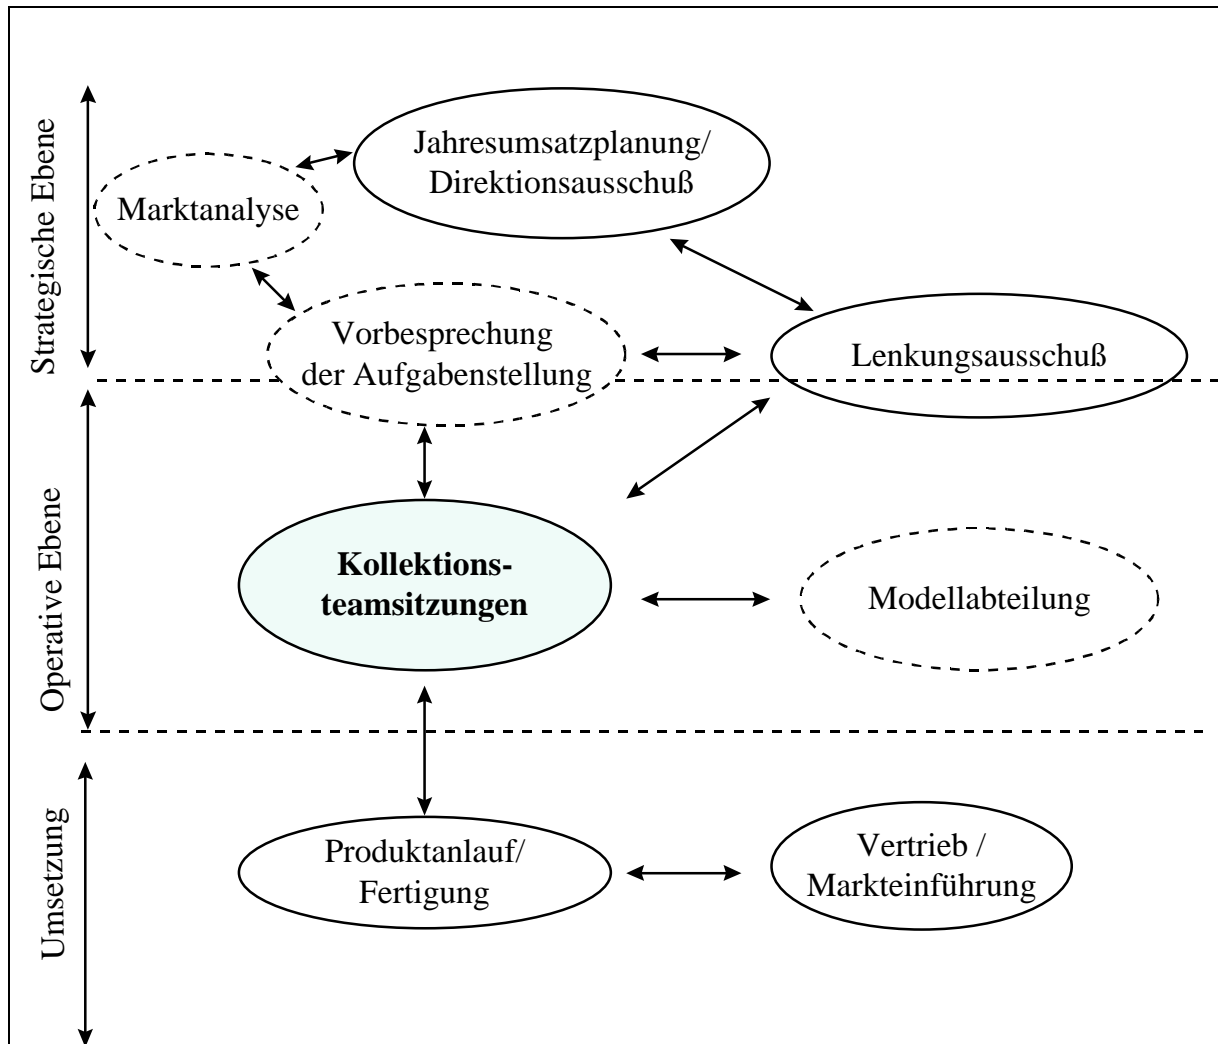 Strategische Ebene
Jahresumsatzplanung/
Direktionsausschuß
Marktanalyse
Vorbesprechung
der Aufgabenstellung
Lenkungsausschuß
Operative Ebene
Kollektions-
teamsitzungen
Modellabteilung
Umsetzung
Produktanlauf/
Fertigung
Vertrieb /
Markteinführung